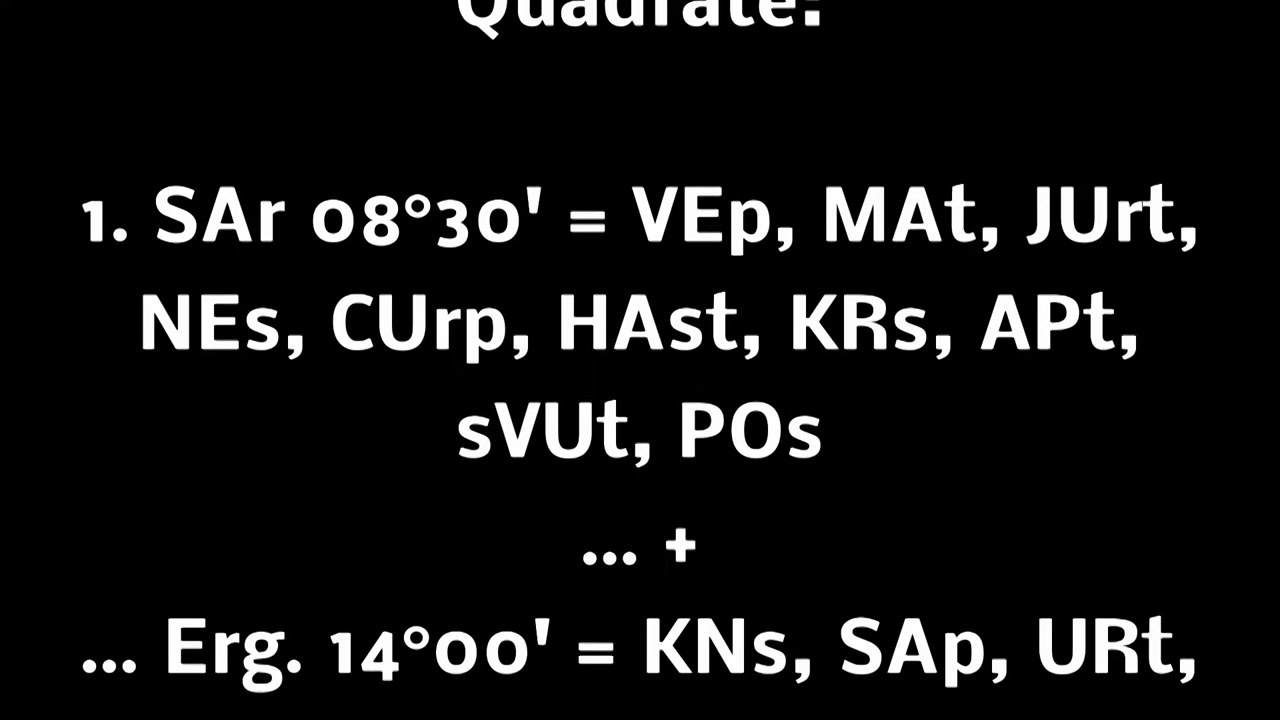 Quadrate:
1. SAr 08°30' = VEp, MAt, JUrt,
NEs, CUrp, HAst, KRs, APt,
sVUt, POs
... +
... Erg. 14°00' = KNs, SAp, URt,